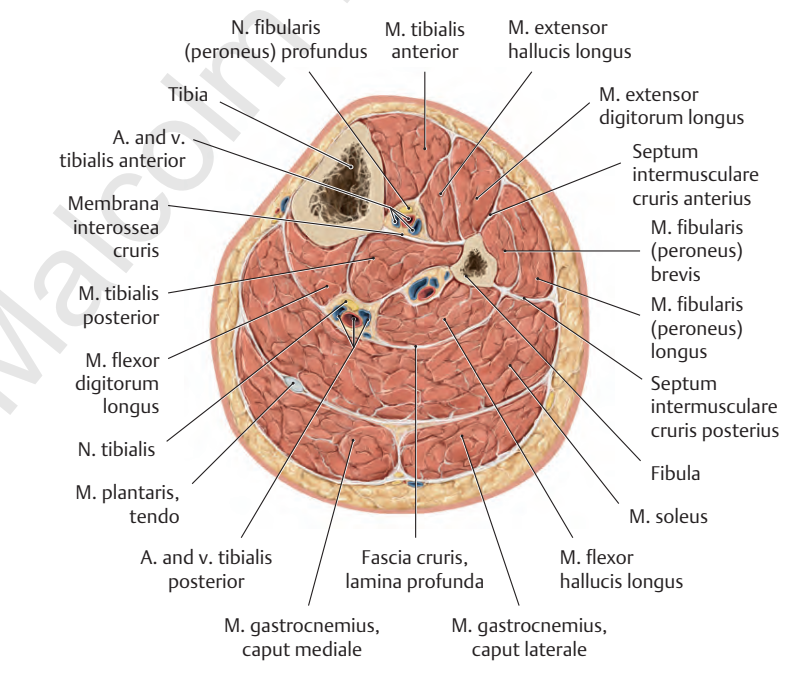 N. fibularis
(peroneus) profundus
M. tibialis
anterior
M. extensor
hallucis longus
Tibia
M. extensor
digitorum longus
A. and v.
tibialis anterior
Septum
intermusculare
cruris anterius
Membrana
interossea
cruris
M. fibularis
(peroneus)
brevis
M. tibialis
posterior
M. fibularis
(peroneus)
longus
M. flexor
digitorum
longus
Septum
intermusculare
cruris posterius
N. tibialis
Fibula
M. plantaris,
tendo
M. soleus
A. and v. tibialis
posterior
Fascia cruris,
lamina profunda
M. flexor
hallucis longus
M. gastrocnemius,
caput mediale
M. gastrocnemius,
caput laterale
Malcolm